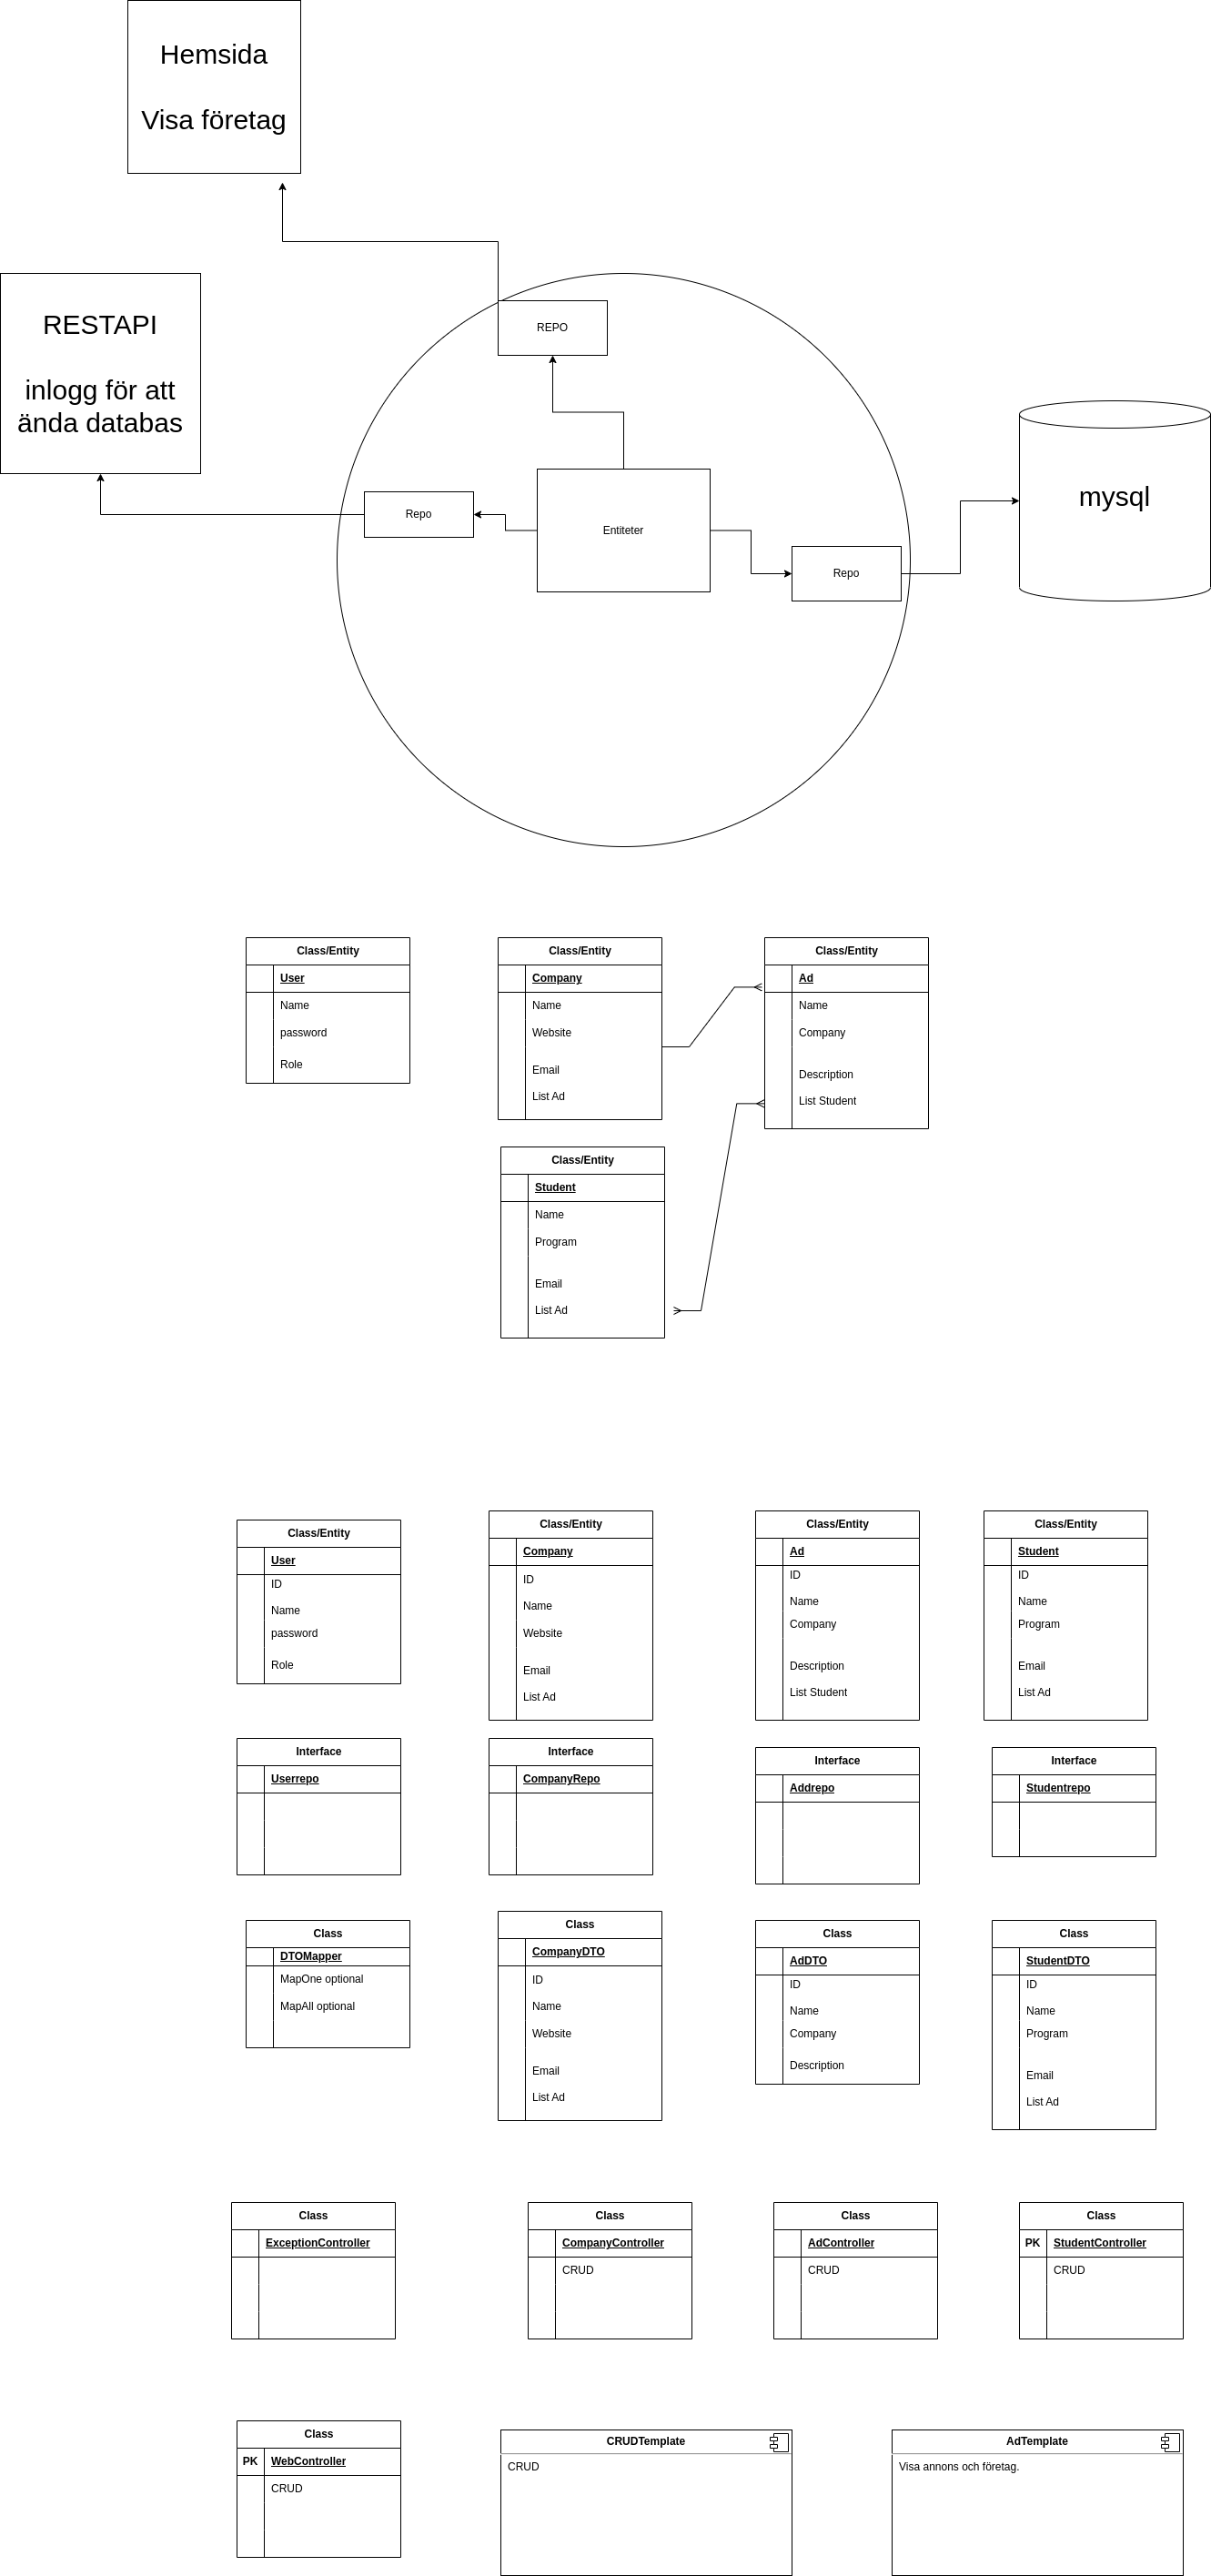 Hemsida
Visa företag
RESTAPI
inlogg för att
ända databas
REPO
Repo
Entiteter
Repo
mysql
Class/Entity
User
Name
password
Role
Class/Entity
Company
Name
Website
Email
List Ad
Class/Entity
Ad
Name
Company
Description
List Student
Class/Entity
Student
Name
Program
Email
List Ad
Class/Entity
User
ID
Name
password
Role
Class/Entity
Company
ID
Name
Website
Email
List Ad
Class/Entity
Ad
ID
Name
Company
Description
List Student
Class/Entity
Student
ID
Name
Program
Email
List Ad
Interface
Userrepo
Interface
CompanyRepo
Interface
Addrepo
Interface
Studentrepo
Class
DTOMapper
MapOne optional
MapAll optional
Class
CompanyDTO
ID
Name
Website
Email
List Ad
Class
AdDTO
ID
Name
Company
Description
Class
StudentDTO
ID
Name
Program
Email
List Ad
Class
ExceptionController
Class
CompanyController
CRUD
Class
AdController
CRUD
Class
PK StudentController
CRUD
Class
PK WebController
CRUD
CRUDTemplate
CRUD
AdTemplate
Visa annons och företag.